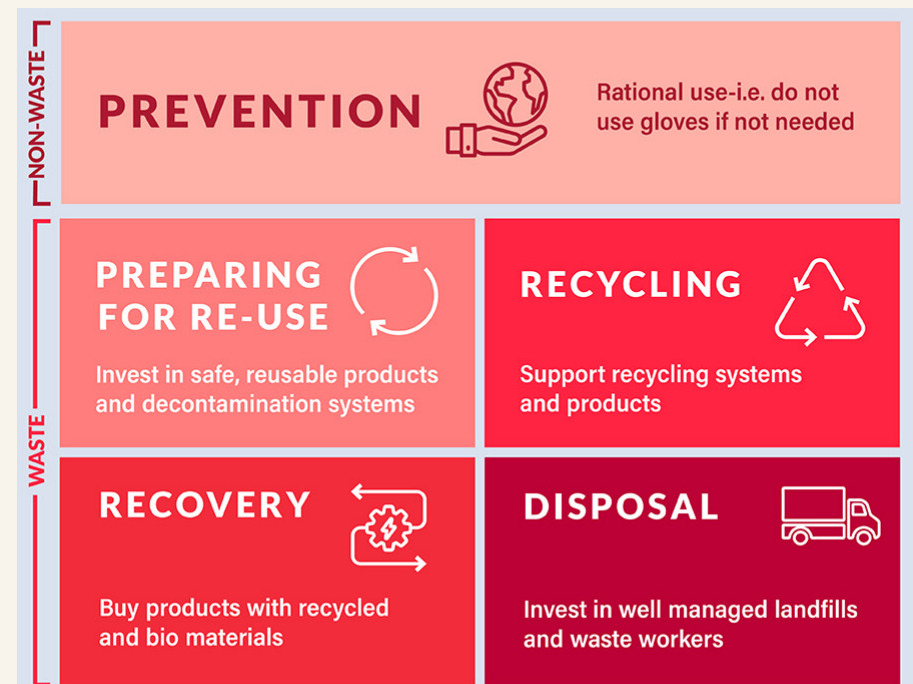 NON-WASTE
PREVENTION
Rational use-i.e. do not
use gloves if not needed
WASTE
PREPARING
FOR RE-USE
Invest in safe, reusable products
and decontamination systems
RECYCLING
Support recycling systems
and products
RECOVERY
Buy products with recycled
and bio materials
DISPOSAL
Invest in well managed landfills
and waste workers